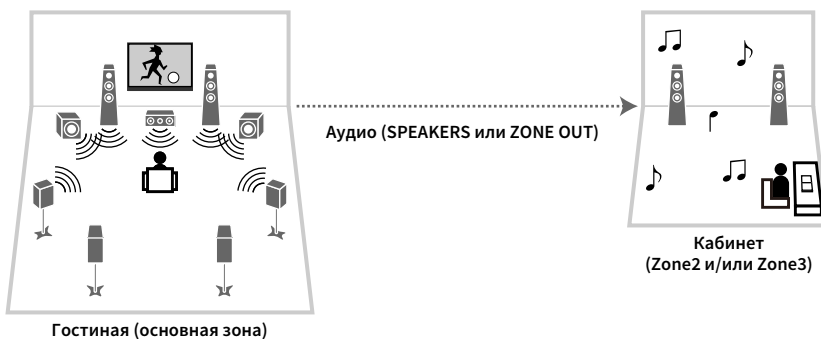 Аудио (SPEAKERS или ZONE OUT)
Кабинет
(Zone2 и/или Zone3)
Гостиная (основная зона)